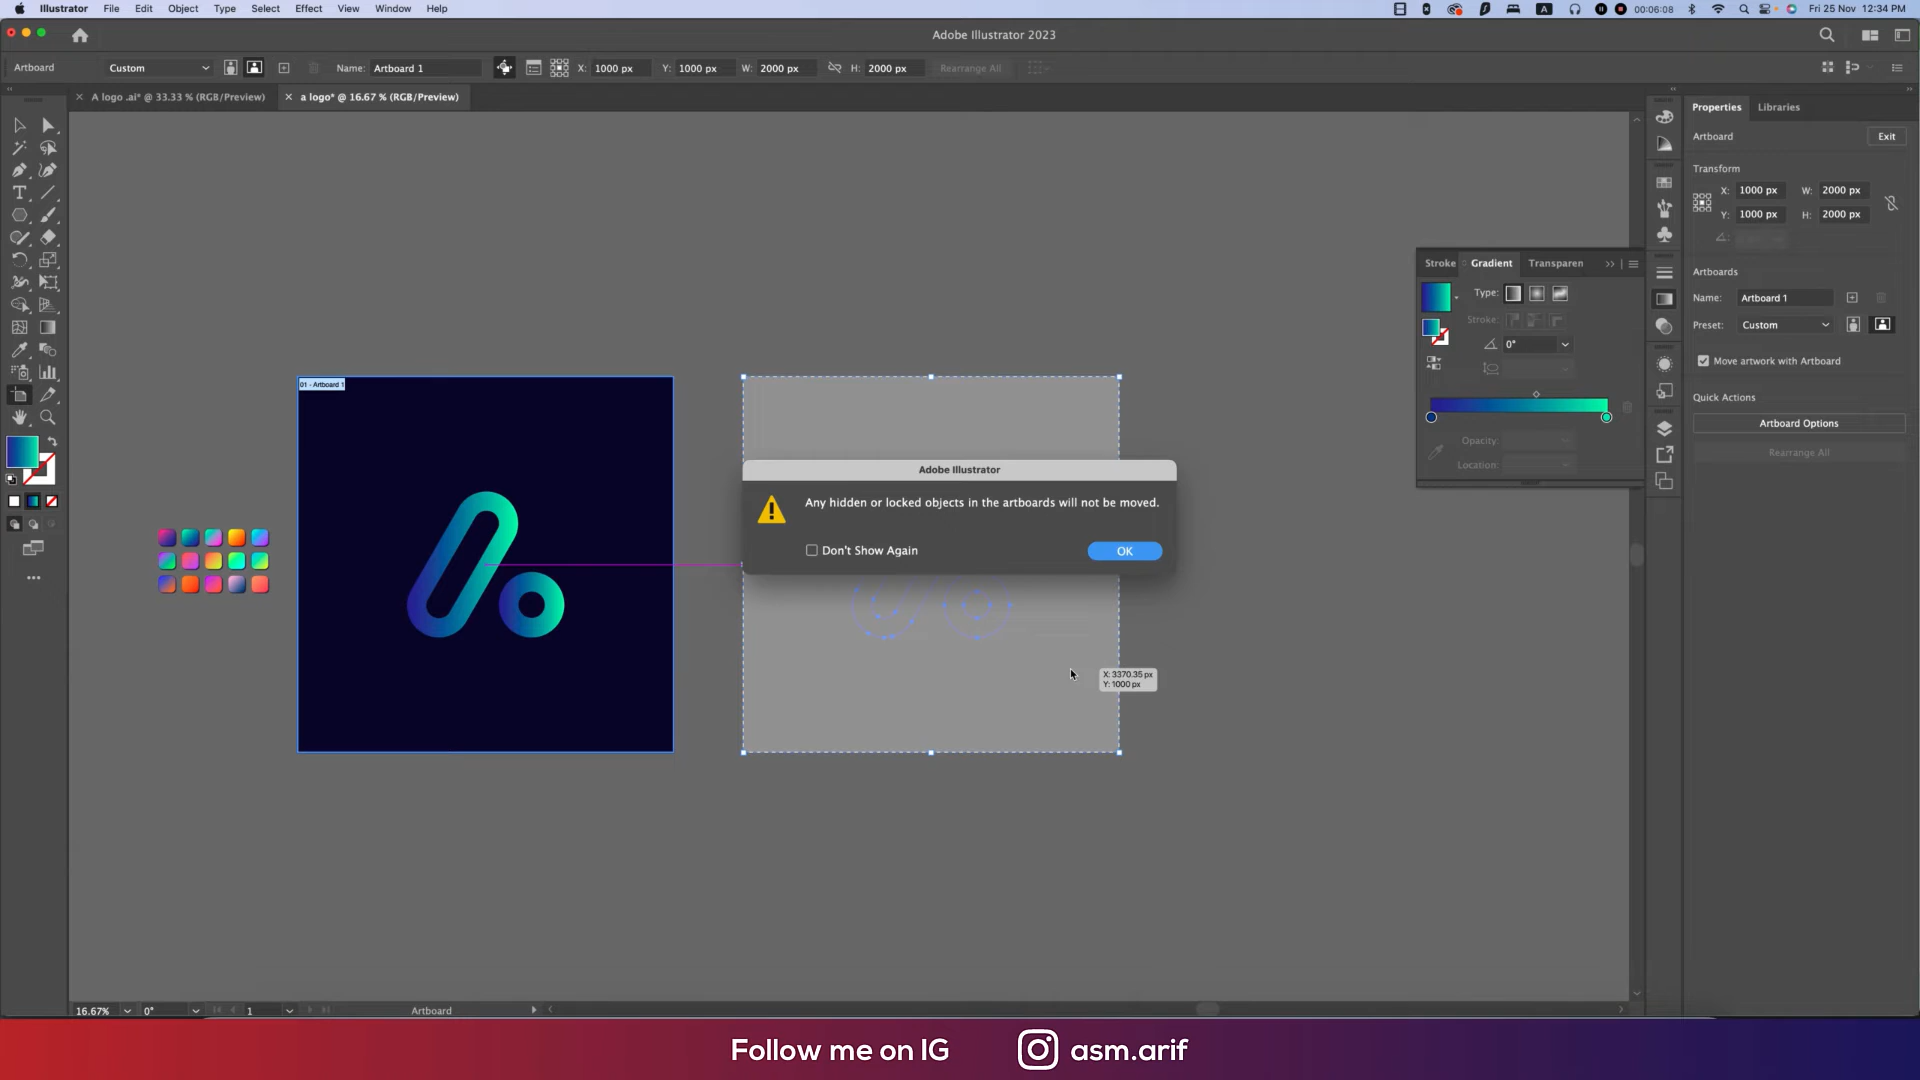 Illustrator File Edit Object Type Select Effect View Window Help
A 00:06:08 Fri 25 Nov 12:34 PM
Adobe Illustrator 2023
Artboard Custom Name: Artboard 1 X: 1000 px Y: 1000 px W: 2000 px H: 2000 px Rearrange All
A logo .ai* @ 33.33 % (RGB/Preview) a logo* @ 16.67 % (RGB/Preview)
Properties Libraries
Artboard Exit
Transform
X: 1000 px W: 2000 px
Y: 1000 px H: 2000 px
Artboards
Name: Artboard 1
Preset: Custom
Move artwork with Artboard
Quick Actions
Artboard Options
Rearrange All
Stroke Gradient Transparen
Type:
Stroke:
0°
Opacity:
Location:
01 - Artboard 1
Adobe Illustrator
Any hidden or locked objects in the artboards will not be moved.
Don't Show Again OK
X: 3370.35 px
Y: 1000 px
16.67% 0° 1 Artboard
Follow me on IG asm.arif